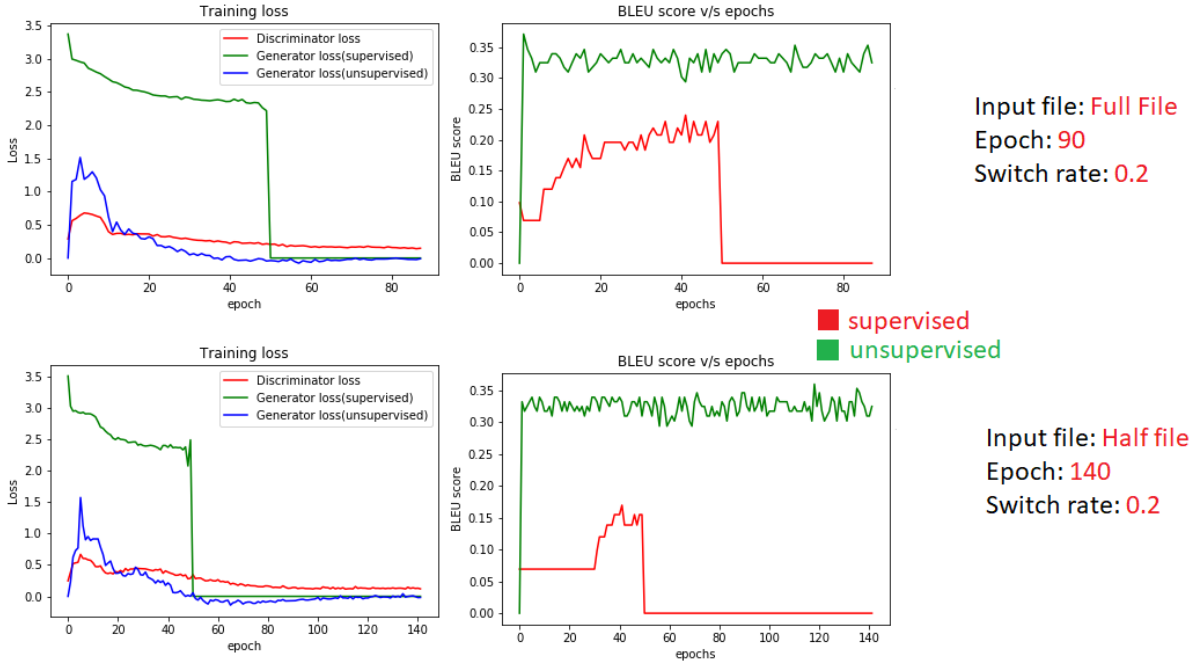 Training loss
Discriminator loss
Generator loss(supervised)
Generator loss(unsupervised)
Loss
3.5
3.0
2.5
2.0
1.5
1.0
0.5
0.0
0 20 40 60 80
epoch
BLEU score v/s epochs
BLEU score
0.35
0.30
0.25
0.20
0.15
0.10
0.05
0.00
0 20 40 60 80
epochs
Input file: Full File
Epoch: 90
Switch rate: 0.2
supervised
unsupervised
Training loss
Discriminator loss
Generator loss(supervised)
Generator loss(unsupervised)
Loss
3.5
3.0
2.5
2.0
1.5
1.0
0.5
0.0
0 20 40 60 80 100 120 140
epoch
BLEU score v/s epochs
BLEU score
0.35
0.30
0.25
0.20
0.15
0.10
0.05
0.00
0 20 40 60 80 100 120 140
epochs
Input file: Half file
Epoch: 140
Switch rate: 0.2